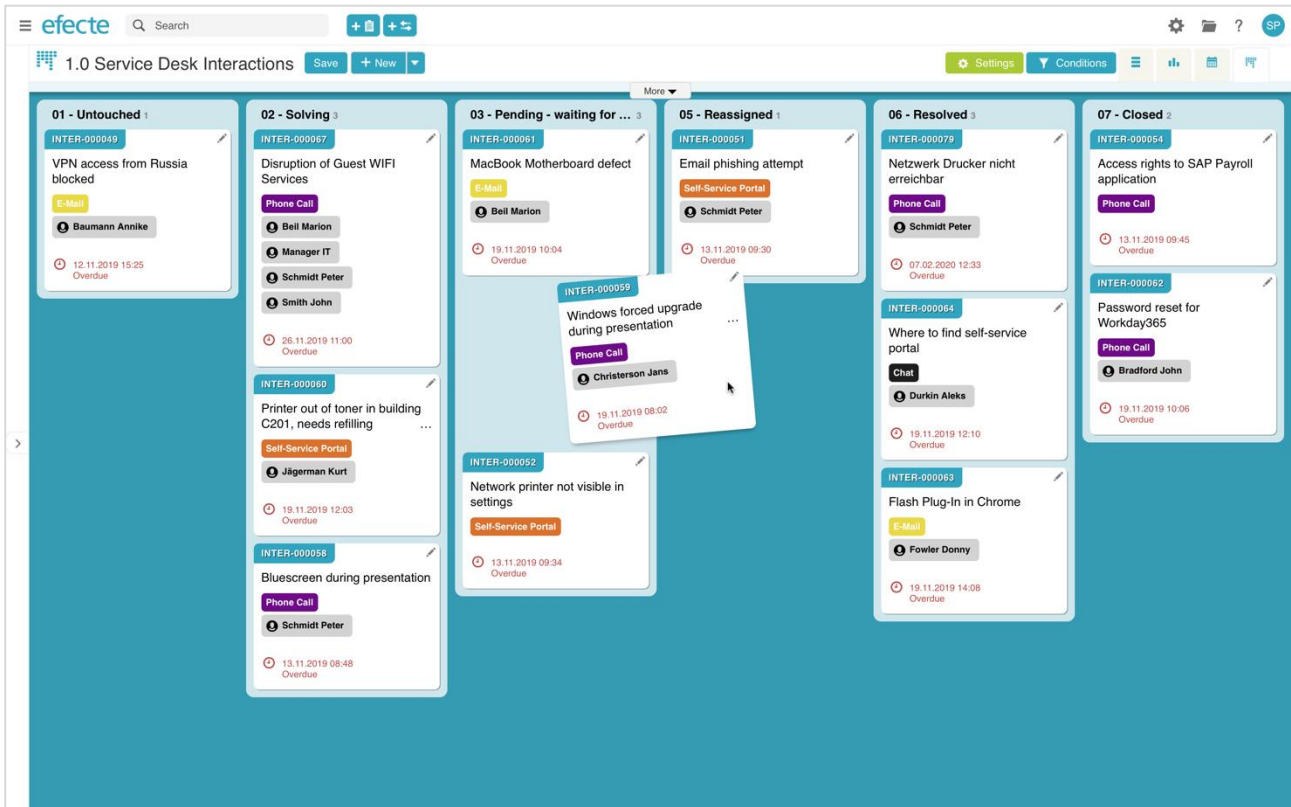 efecte
Search
?
SP
1.0 Service Desk Interactions
Save
+ New
Settings
Conditions
More
01 - Untouched 1
INTER-000049
VPN access from Russia
blocked
E-Mail
Baumann Annike
12.11.2019 15:25
Overdue
02 - Solving 3
INTER-000067
Disruption of Guest WIFI
Services
Phone Call
Beil Marion
Manager IT
Schmidt Peter
Smith John
26.11.2019 11:00
Overdue
INTER-000060
Printer out of toner in building
C201, needs refilling
...
Self-Service Portal
Jägerman Kurt
19.11.2019 12:03
Overdue
INTER-000058
Bluescreen during presentation
Phone Call
Schmidt Peter
13.11.2019 08:48
Overdue
03 - Pending - waiting for ... 3
INTER-000061
MacBook Motherboard defect
E-Mail
Beil Marion
19.11.2019 10:04
Overdue
INTER-000059
Windows forced upgrade
during presentation
...
Phone Call
Christerson Jans
19.11.2019 08:02
Overdue
INTER-000052
Network printer not visible in
settings
Self-Service Portal
13.11.2019 09:34
Overdue
05 - Reassigned 1
INTER-000051
Email phishing attempt
Self-Service Portal
Schmidt Peter
13.11.2019 09:30
Overdue
06 - Resolved 3
INTER-000079
Netzwerk Drucker nicht
erreichbar
Phone Call
Schmidt Peter
07.02.2020 12:33
Overdue
INTER-000064
Where to find self-service
portal
Chat
Durkin Aleks
19.11.2019 12:10
Overdue
INTER-000063
Flash Plug-In in Chrome
E-Mail
Fowler Donny
19.11.2019 14:08
Overdue
07 - Closed 2
INTER-000054
Access rights to SAP Payroll
application
Phone Call
13.11.2019 09:45
Overdue
INTER-000062
Password reset for
Workday365
Phone Call
Bradford John
19.11.2019 10:06
Overdue